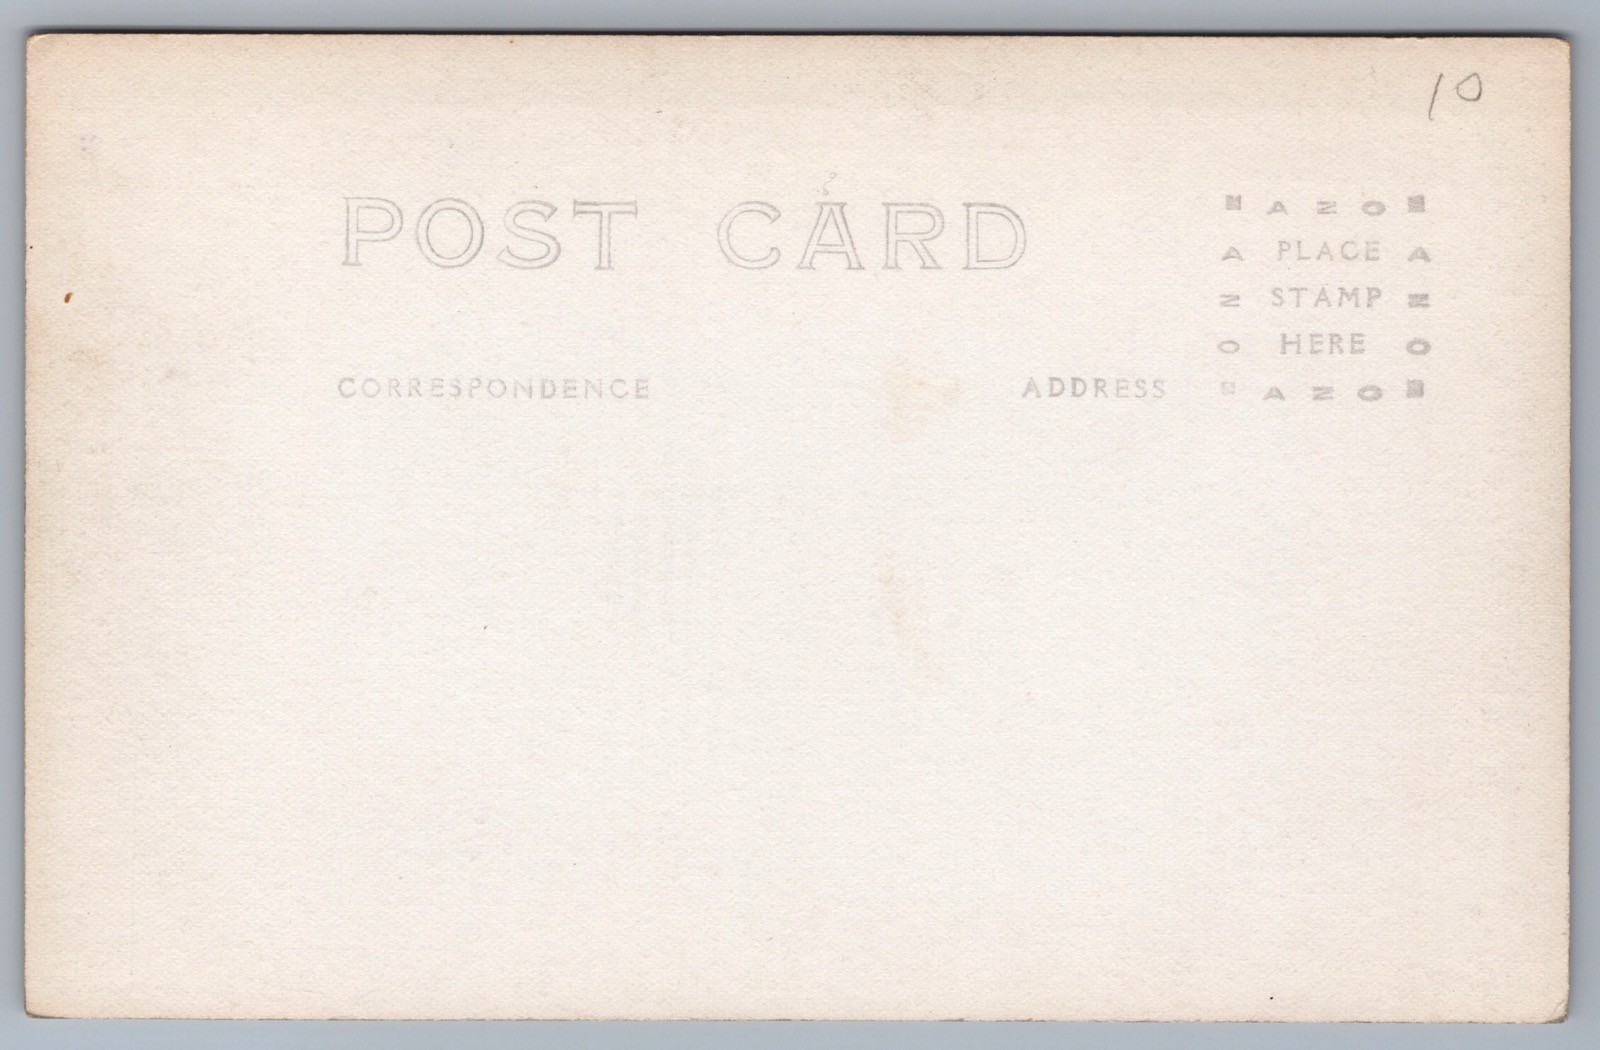 10
POST CARD
AZO
A PLACE A
Z STAMP Z
O HERE O
CORRESPONDENCE
ADDRESS
AZO